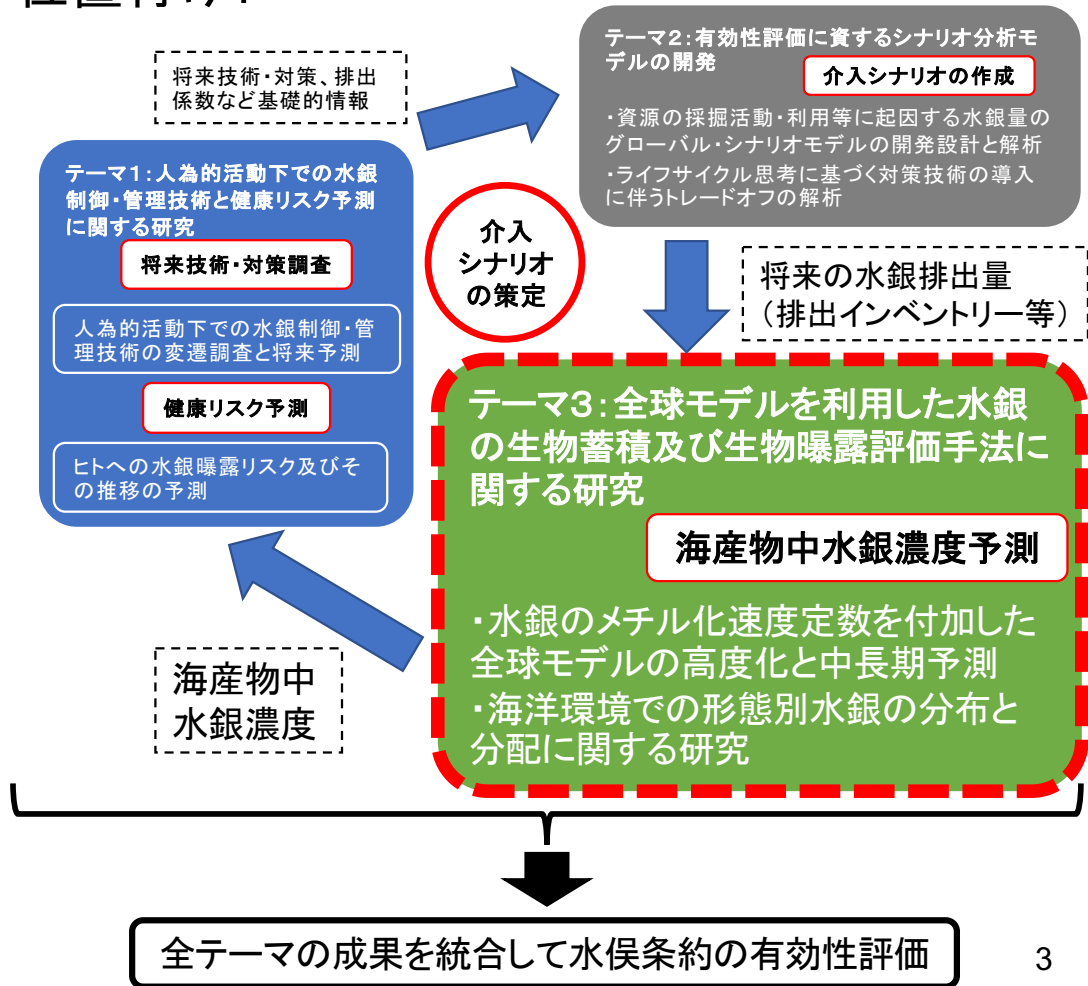 将来技術・対策、排出
係数など基礎的情報
テーマ2:有効性評価に資するシナリオ分析モ
デルの開発
介入シナリオの作成
・資源の採掘活動・利用等に起因する水銀量の
グローバル・シナリオモデルの開発設計と解析
・ライフサイクル思考に基づく対策技術の導入
に伴うトレードオフの解析
テーマ1:人為的活動下での水銀
制御・管理技術と健康リスク予測
に関する研究
将来技術・対策調査
人為的活動下での水銀制御・管
理技術の変遷調査と将来予測
健康リスク予測
ヒトへの水銀曝露リスク及びそ
の推移の予測
介入
シナリオ
の策定
将来の水銀排出量
（排出インベントリー等）
テーマ3:全球モデルを利用した水銀
の生物蓄積及び生物曝露評価手法に
関する研究
海産物中水銀濃度予測
・水銀のメチル化速度定数を付加した
全球モデルの高度化と中長期予測
・海洋環境での形態別水銀の分布と
分配に関する研究
海産物中
水銀濃度
全テーマの成果を統合して水俣条約の有効性評価
3